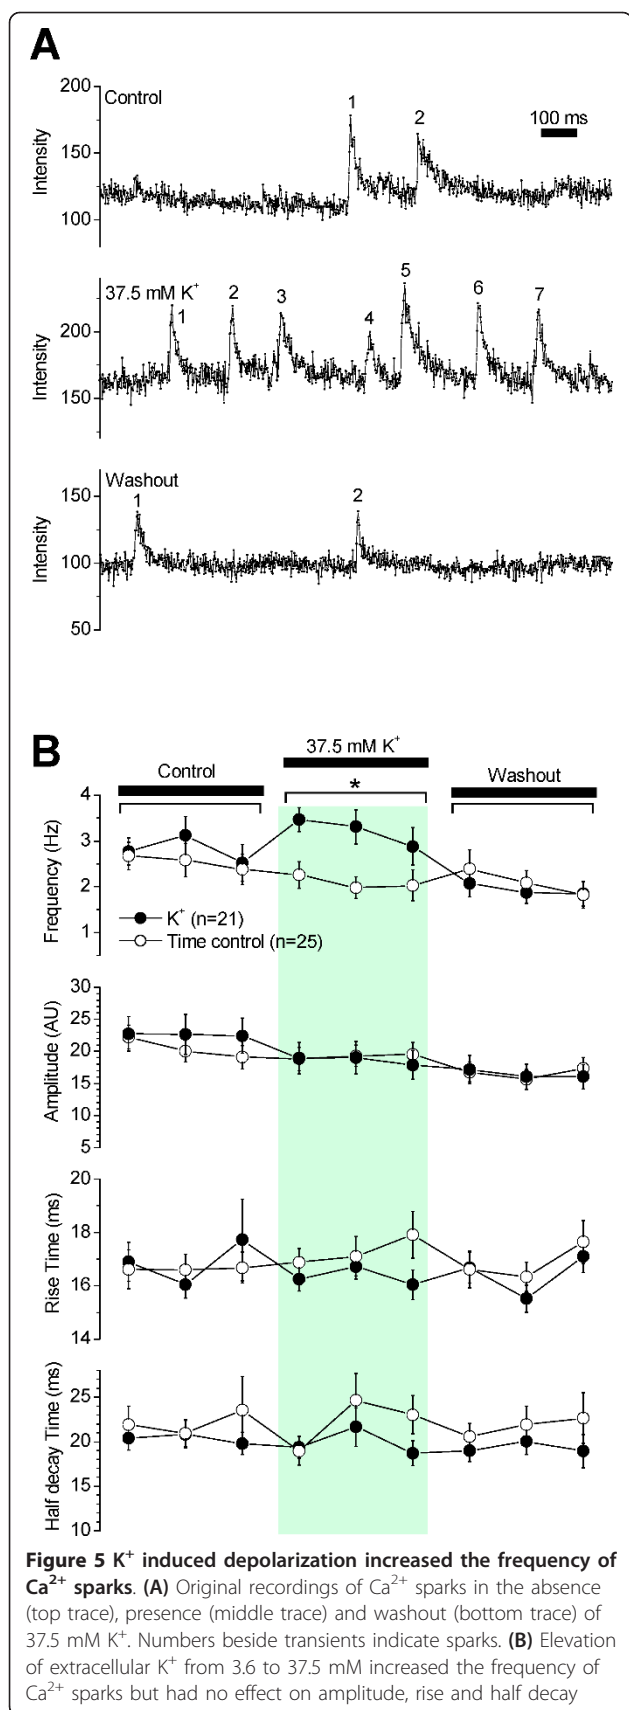 A
200
Control
1
2
100 ms
150
100
Intensity
37.5 mM K⁺
1
2
3
4
5
6
7
200
150
Intensity
Washout
1
2
150
100
50
Intensity
B
37.5 mM K⁺
Control
Washout
*
4
3
2
1
Frequency (Hz)
K⁺ (n=21)
Time control (n=25)
30
25
20
15
10
5
Amplitude (AU)
20
18
16
14
Rise Time (ms)
25
20
15
10
Half decay Time (ms)
Figure 5 K⁺ induced depolarization increased the frequency of
Ca²⁺ sparks. (A) Original recordings of Ca²⁺ sparks in the absence
(top trace), presence (middle trace) and washout (bottom trace) of
37.5 mM K⁺. Numbers beside transients indicate sparks. (B) Elevation
of extracellular K⁺ from 3.6 to 37.5 mM increased the frequency of
Ca²⁺ sparks but had no effect on amplitude, rise and half decay